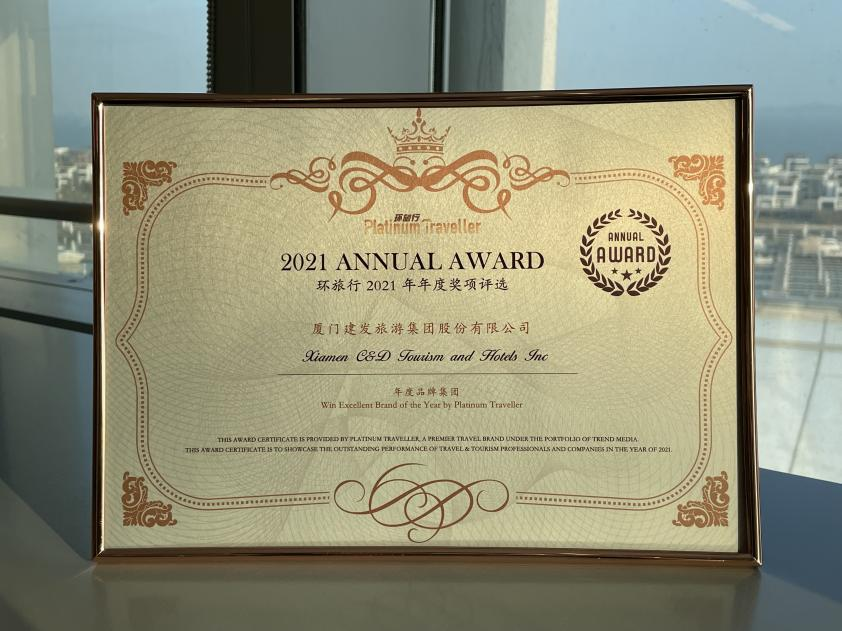 环旅行
Platinum Traveller
2021 ANNUAL AWARD
环旅行 2021 年年度奖项评选
ANNUAL
AWARD
厦门建发旅游集团股份有限公司
Xiamen C&D Tourism and Hotels Inc
年度品牌集团
Win Excellent Brand of the Year by Platinum Traveller
THIS AWARD CERTIFICATE IS PROVIDED BY PLATINUM TRAVELLER, A PREMIER TRAVEL BRAND UNDER THE PORTFOLIO OF TREND MEDIA.
THIS AWARD CERTIFICATE IS TO SHOWCASE THE OUTSTANDING PERFORMANCE OF TRAVEL & TOURISM PROFESSIONALS AND COMPANIES IN THE YEAR OF 2021.